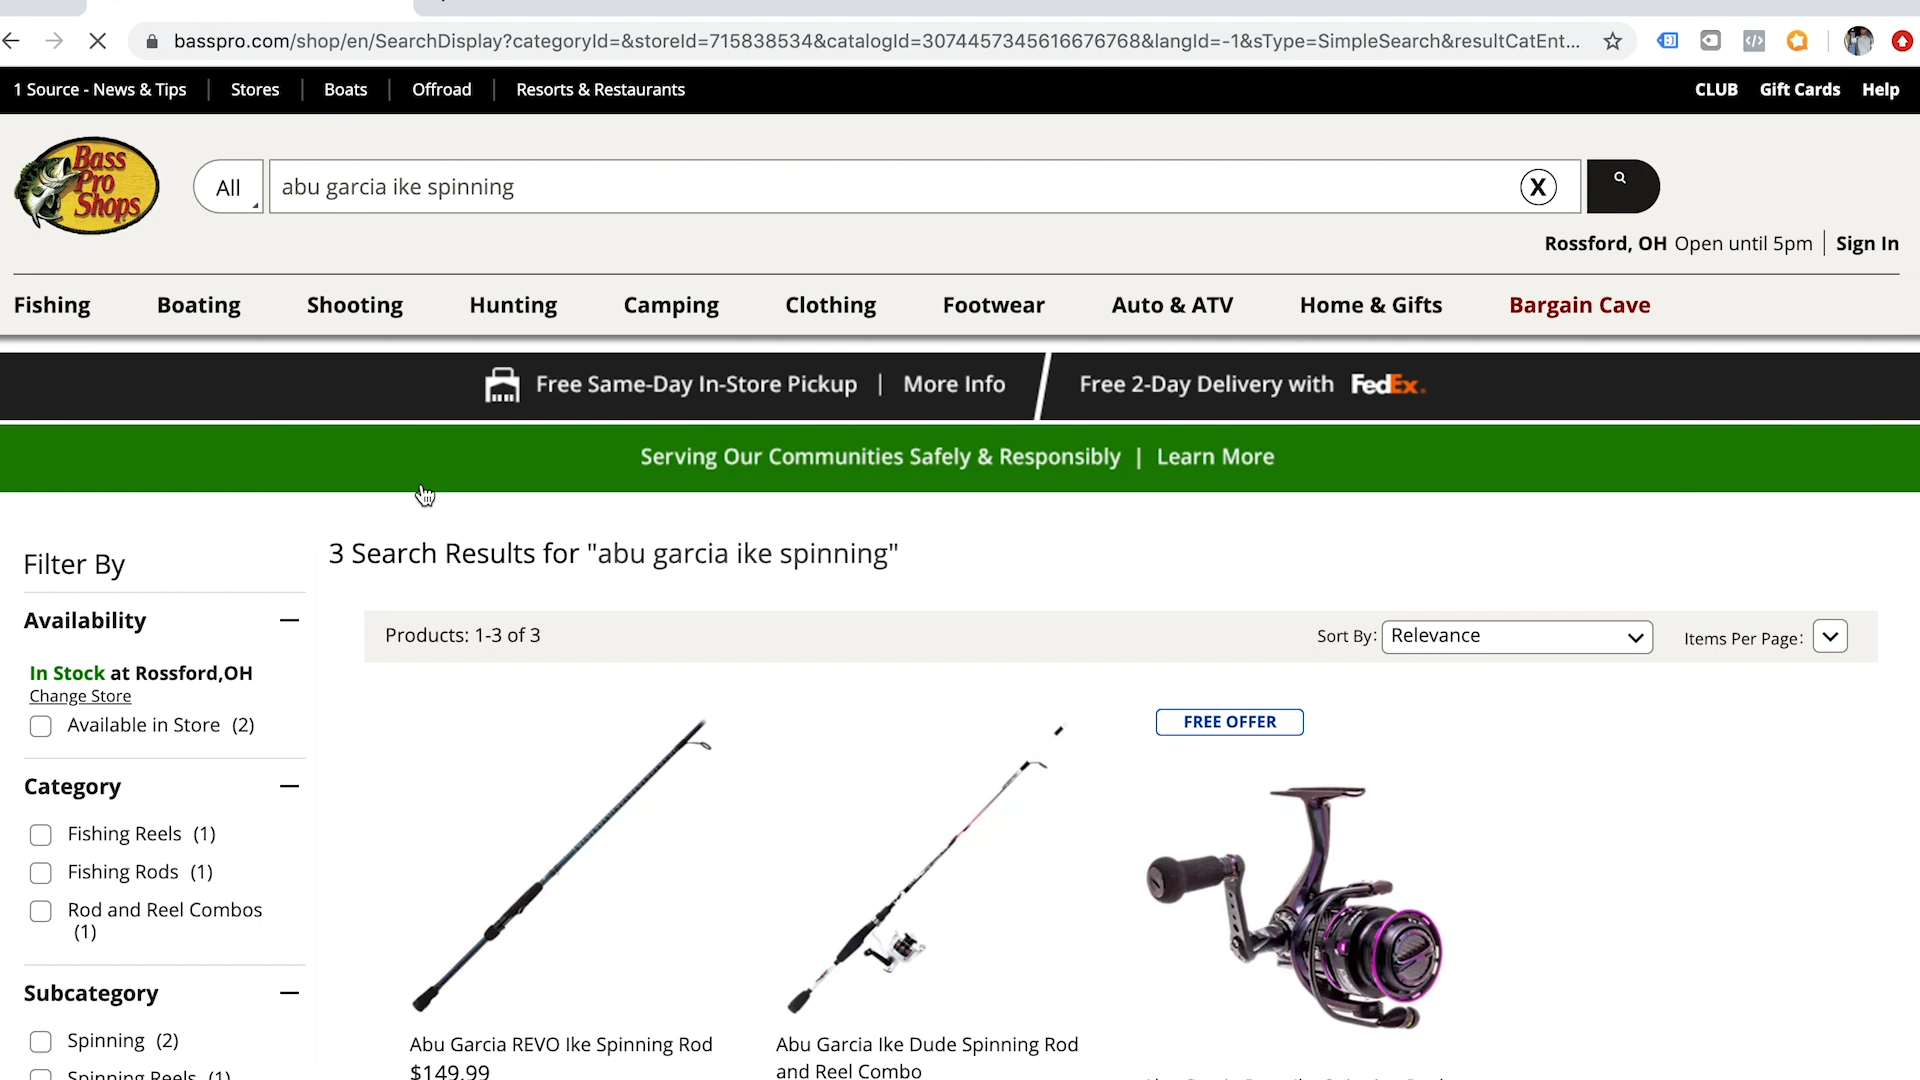 basspro.com/shop/en/SearchDisplay?categoryId=&storeId=715838534&catalogId=3074457345616676768&langId=-1&sType=SimpleSearch&resultCatEnt...
1 Source - News & Tips | Stores | Boats | Offroad | Resorts & Restaurants
CLUB Gift Cards Help
Bass
Pro
Shops
All
abu garcia ike spinning
X
Rossford, OH Open until 5pm | Sign In
Fishing Boating Shooting Hunting Camping Clothing Footwear Auto & ATV Home & Gifts Bargain Cave
Free Same-Day In-Store Pickup | More Info
Free 2-Day Delivery with FedEx.
Serving Our Communities Safely & Responsibly | Learn More
3 Search Results for "abu garcia ike spinning"
Filter By
Availability
In Stock at Rossford,OH
Change Store
Available in Store (2)
Category
Fishing Reels (1)
Fishing Rods (1)
Rod and Reel Combos
(1)
Subcategory
Spinning (2)
Spinning Reels (1)
Products: 1-3 of 3
Sort By: Relevance
Items Per Page:
FREE OFFER
Abu Garcia REVO Ike Spinning Rod
$149.99
Abu Garcia Ike Dude Spinning Rod
and Reel Combo